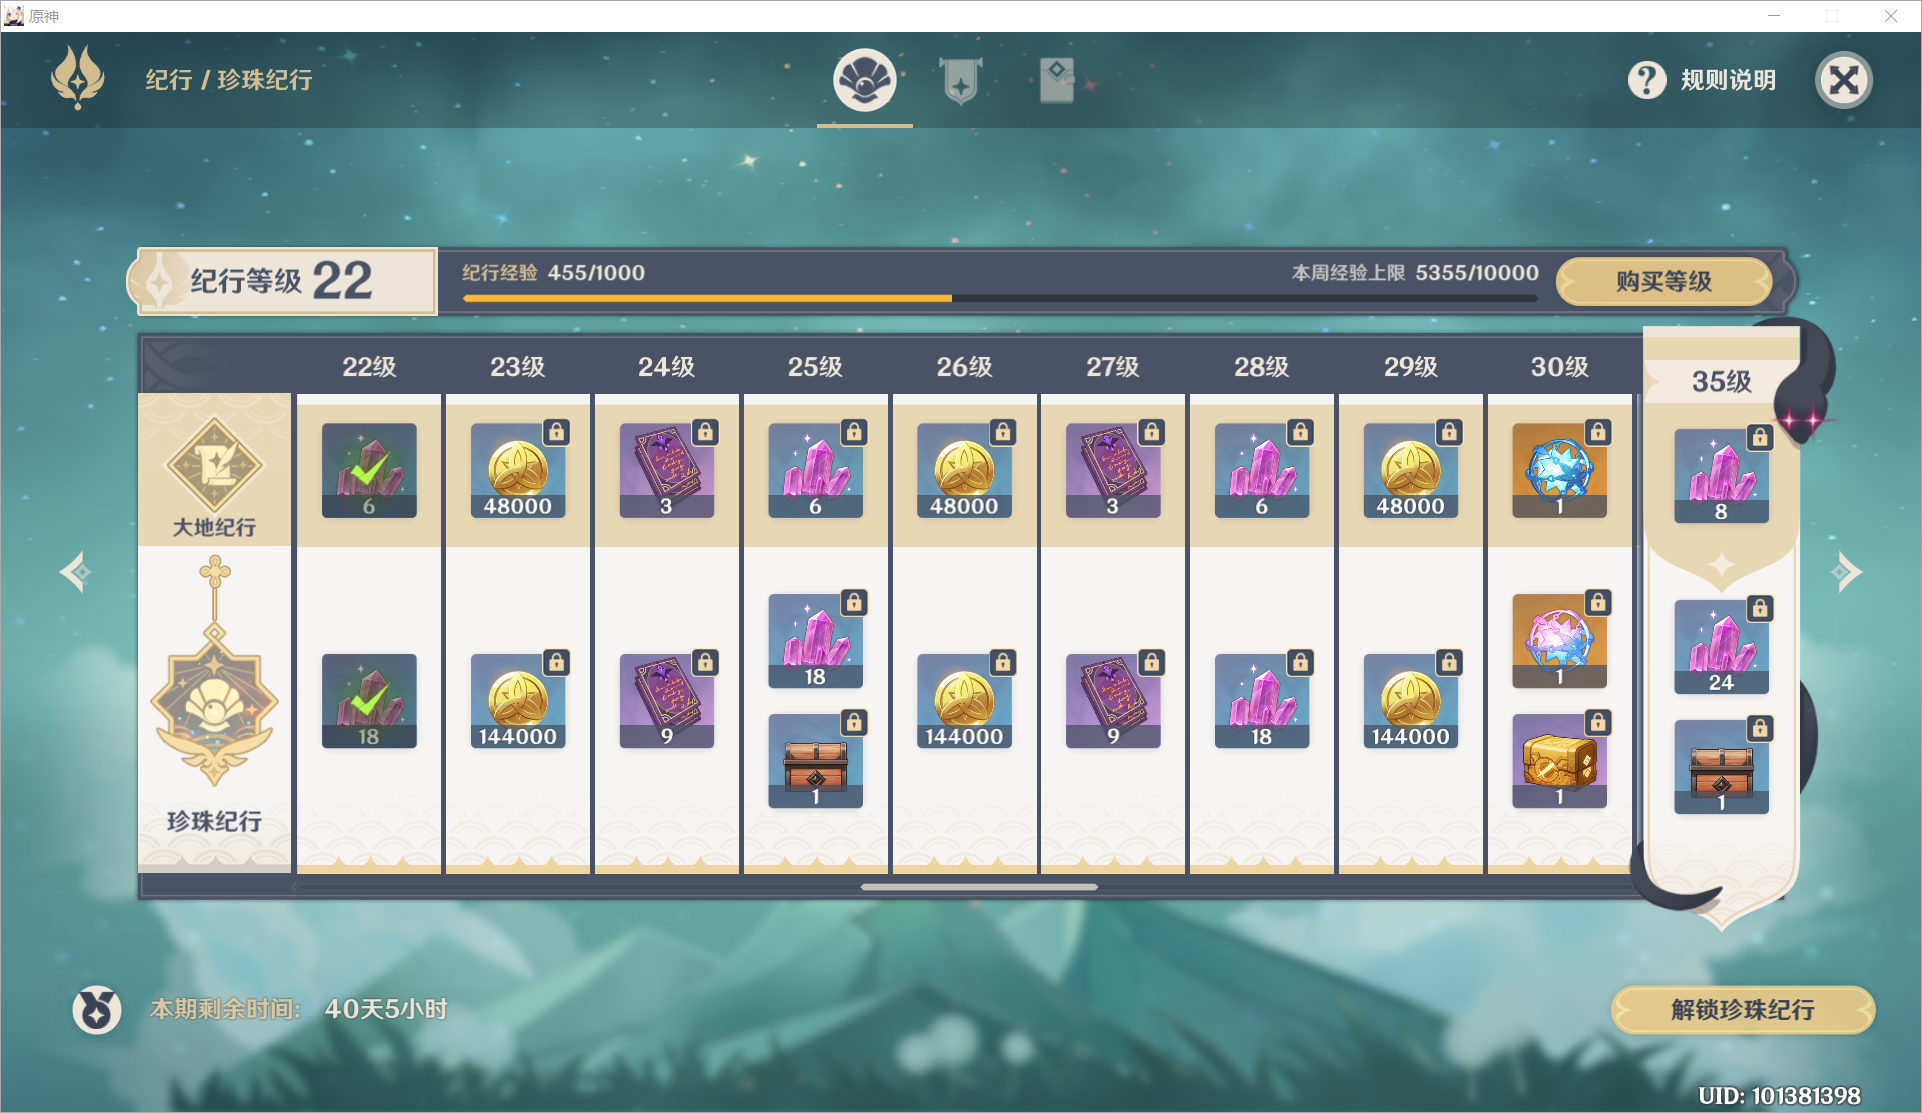 原神
纪行 / 珍珠纪行
规则说明
纪行等级 22
纪行经验 455/1000
本周经验上限 5355/10000
购买等级
22级 23级 24级 25级 26级 27级 28级 29级 30级 35级
大地纪行
6 48000 3 6 48000 3 6 48000 1 8
珍珠纪行
18 144000 9 18 144000 9 18 144000 1 24
1 1 1
本期剩余时间: 40天5小时
解锁珍珠纪行
UID: 101381398